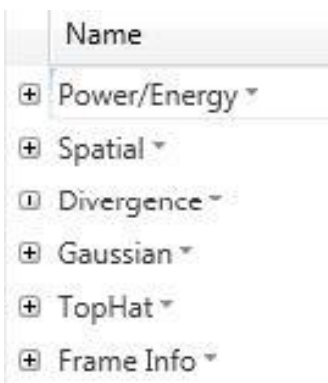 Name
Power/Energy
Spatial
Divergence
Gaussian
TopHat
Frame Info